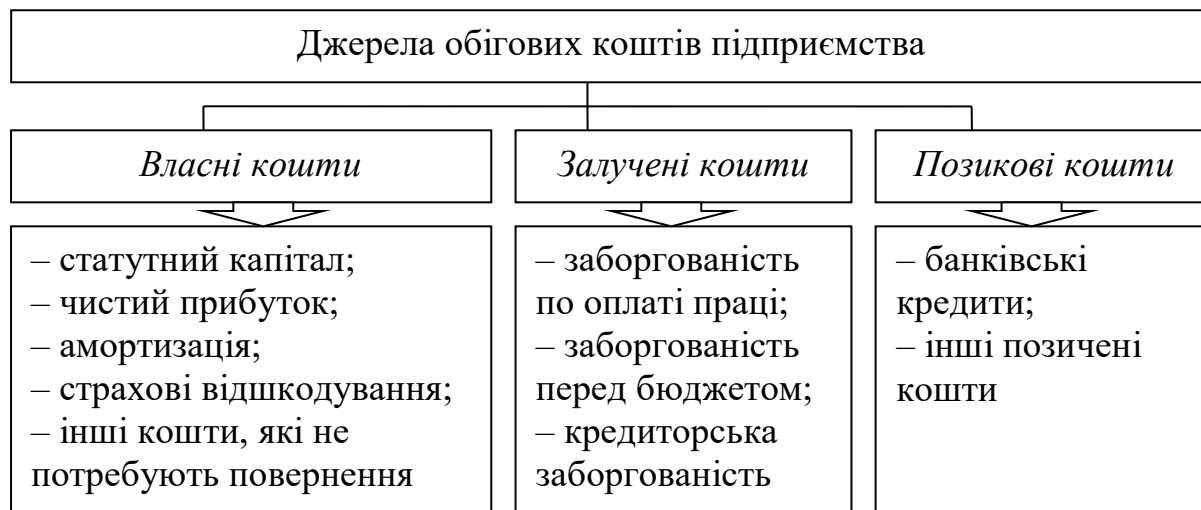 Джерела обігових коштів підприємства
Власні кошти
Залучені кошти
Позикові кошти
– статутний капітал;
– чистий прибуток;
– амортизація;
– страхові відшкодування;
– інші кошти, які не
потребують повернення
– заборгованість
по оплаті праці;
– заборгованість
перед бюджетом;
– кредиторська
заборгованість
– банківські
кредити;
– інші позичені
кошти